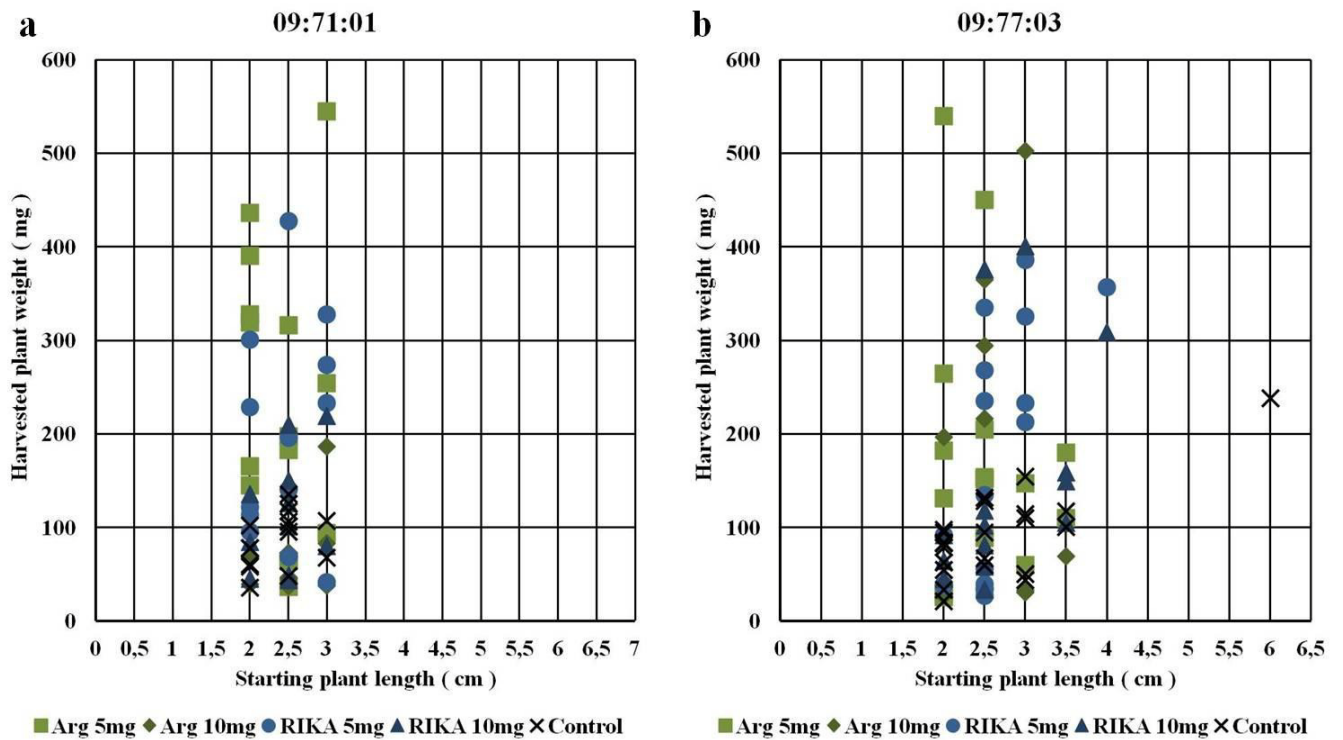 a
09:71:01
600
500
400
300
200
100
0
Harvested plant weight ( mg )
0 0,5 1 1,5 2 2,5 3 3,5 4 4,5 5 5,5 6 6,5 7
Starting plant length ( cm )
Arg 5mg Arg 10mg RIKA 5mg RIKA 10mg Control
b
09:77:03
600
500
400
300
200
100
0
Harvested plant weight ( mg )
0 0,5 1 1,5 2 2,5 3 3,5 4 4,5 5 5,5 6 6,5
Starting plant length ( cm )
Arg 5mg Arg 10mg RIKA 5mg RIKA 10mg Control